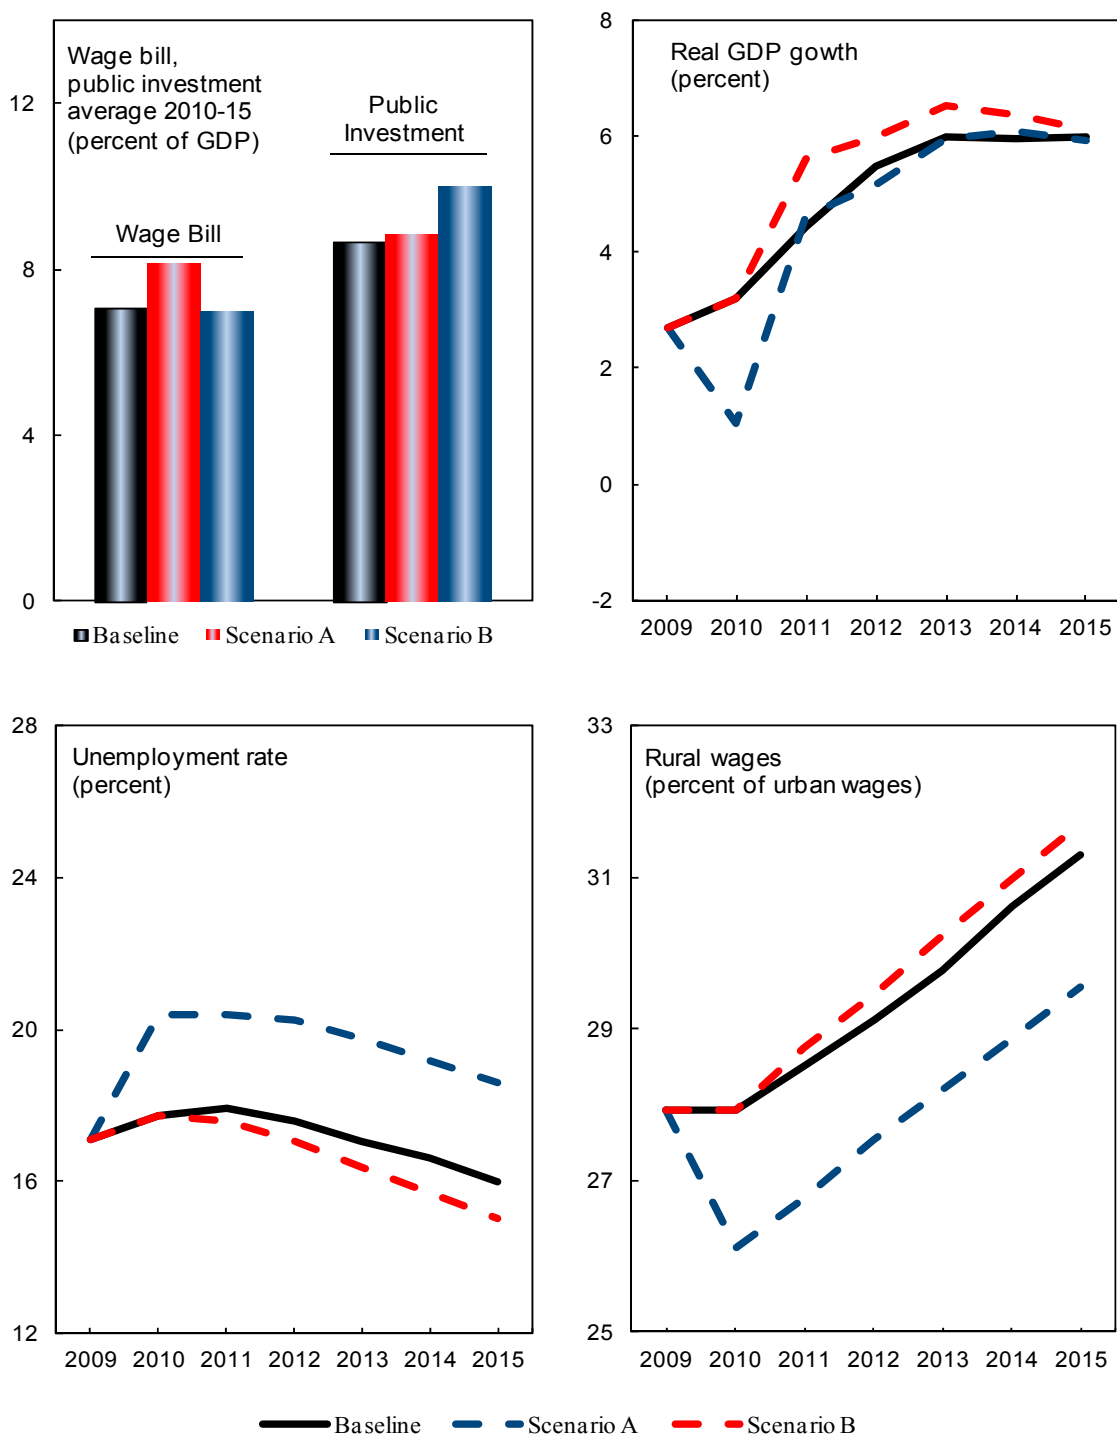 Wage bill,
public investment
average 2010-15
(percent of GDP)
Public
Investment
Wage Bill
12
8
4
0
Baseline Scenario A Scenario B
Real GDP gowth
(percent)
8
6
4
2
0
-2
2009 2010 2011 2012 2013 2014 2015
Unemployment rate
(percent)
28
24
20
16
12
2009 2010 2011 2012 2013 2014 2015
Rural wages
(percent of urban wages)
33
31
29
27
25
2009 2010 2011 2012 2013 2014 2015
Baseline Scenario A Scenario B